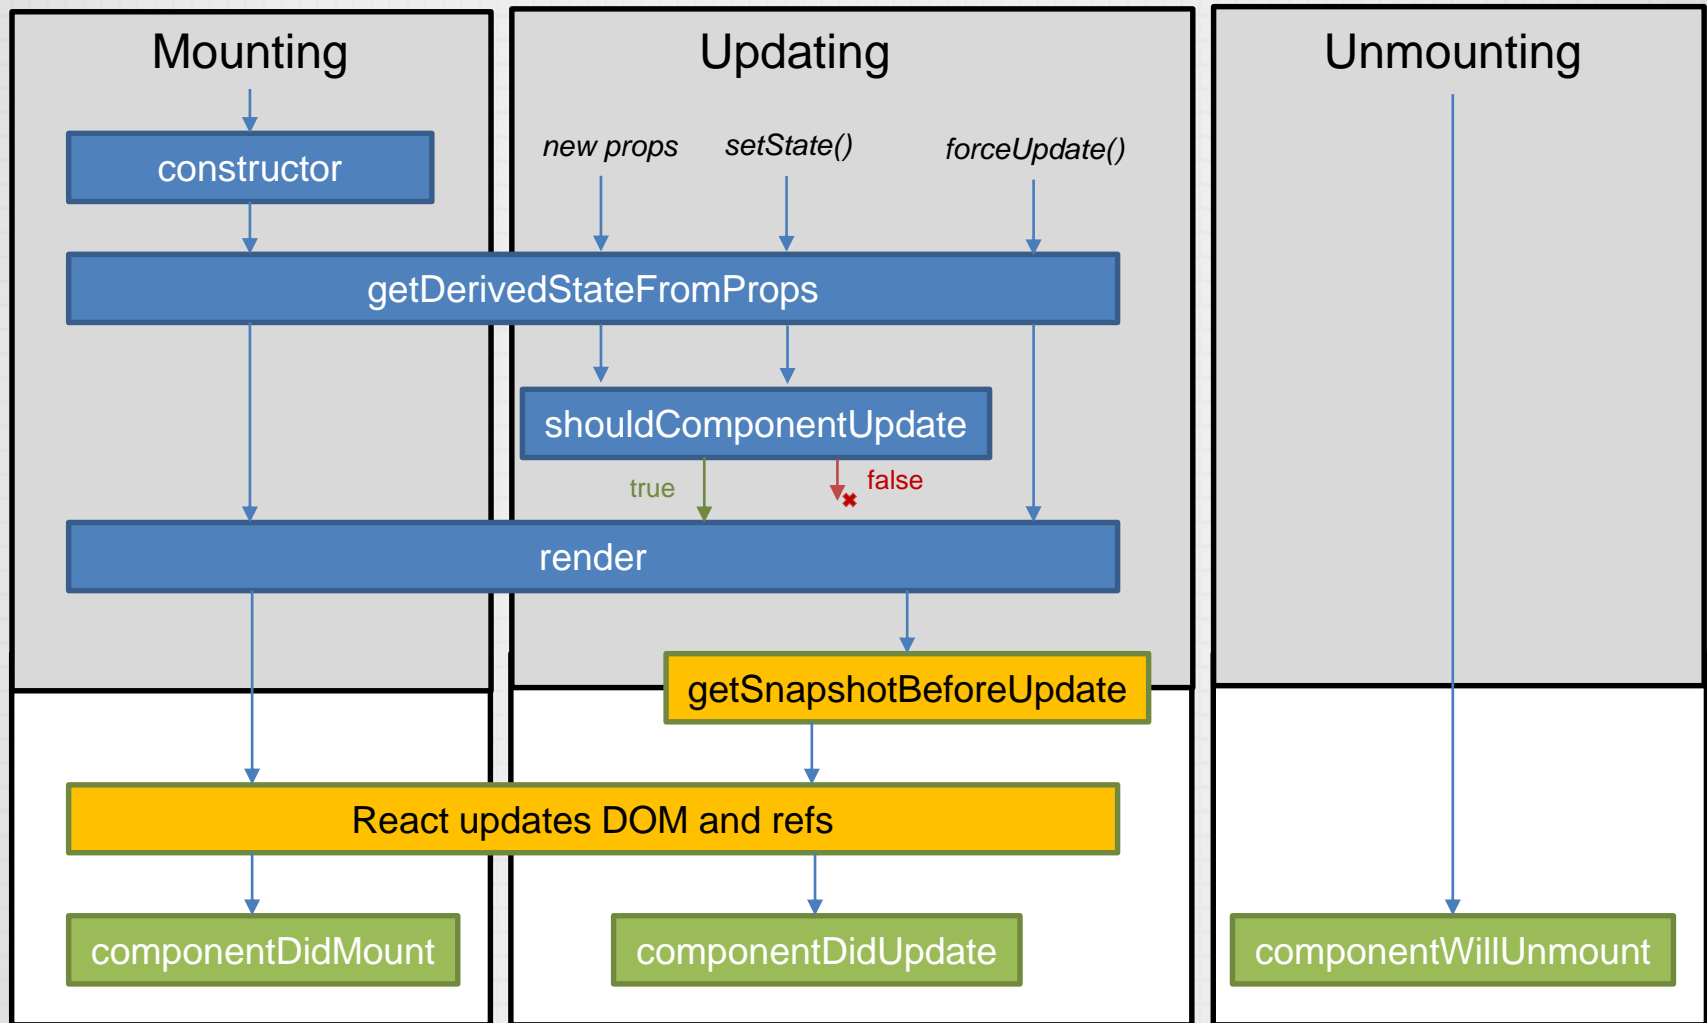 Mounting
Updating
Unmounting
constructor
new props
setState()
forceUpdate()
getDerivedStateFromProps
shouldComponentUpdate
true
false
render
getSnapshotBeforeUpdate
React updates DOM and refs
componentDidMount
componentDidUpdate
componentWillUnmount